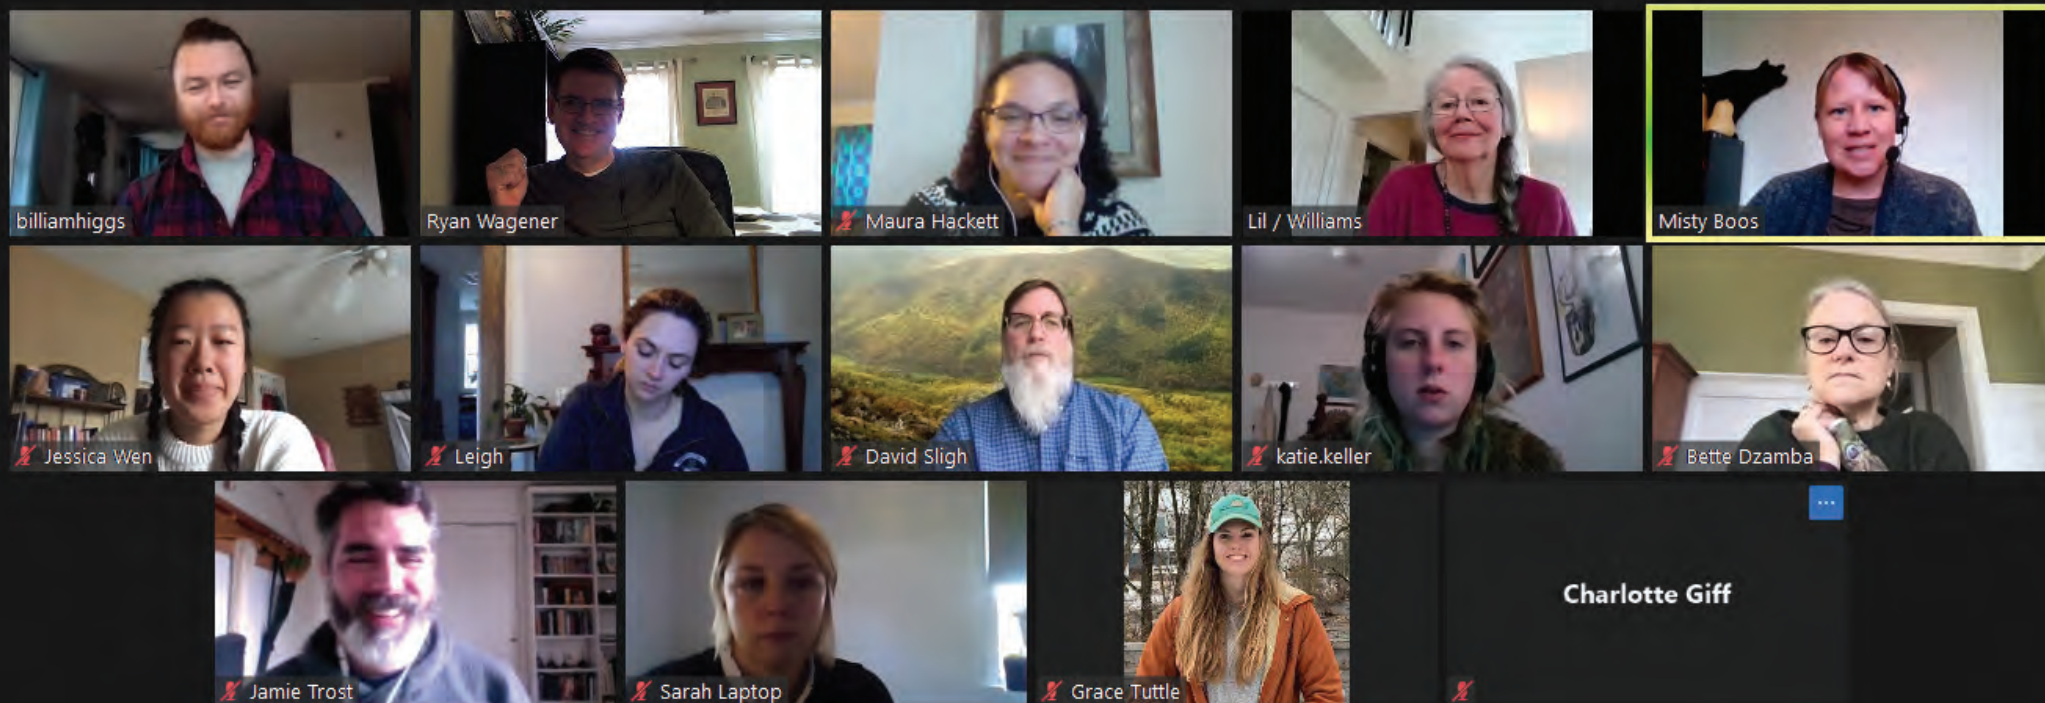 billiamhiggs
Ryan Wagener
Maura Hackett
Lil / Williams
Misty Boos
Jessica Wen
Leigh
David Sligh
katie.keller
Bette Dzamba
Jamie Trost
Sarah Laptop
Grace Tuttle
Charlotte Giff